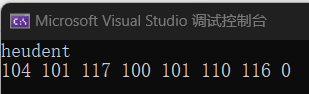 Microsoft Visual Studio 调试控制台
heudent
104 101 117 100 101 110 116 0